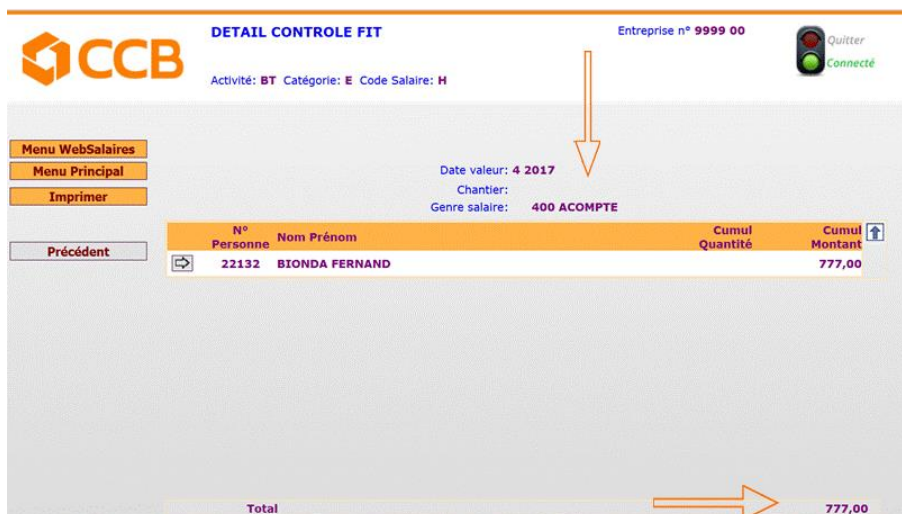 CCB
DETAIL CONTROLE FIT
Entreprise n° 9999 00
Quitter
Connecté
Activité: BT Catégorie: E Code Salaire: H
Menu WebSalaires
Menu Principal
Imprimer
Précédent
Date valeur: 4 2017
Chantier:
Genre salaire: 400 ACOMPTE
N° Personne Nom Prénom Cumul Quantité Cumul Montant
22132 BIONDA FERNAND 777,00
Total 777,00